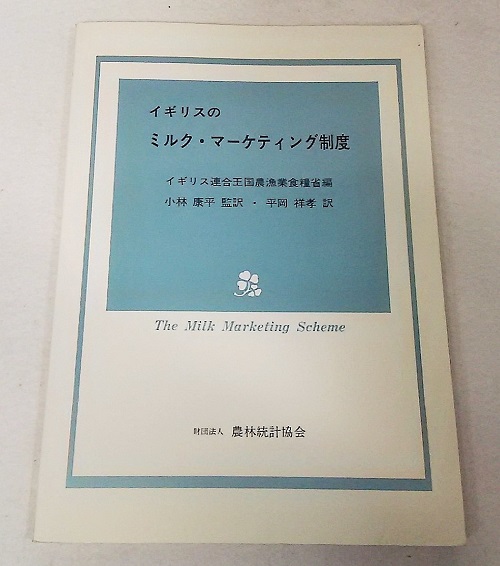 イギリスの
ミルク・マーケティング制度
イギリス連合王国農漁業食糧省編
小林 康平 監訳・平岡 祥孝 訳
The Milk Marketing Scheme
財団法人 農林統計協会